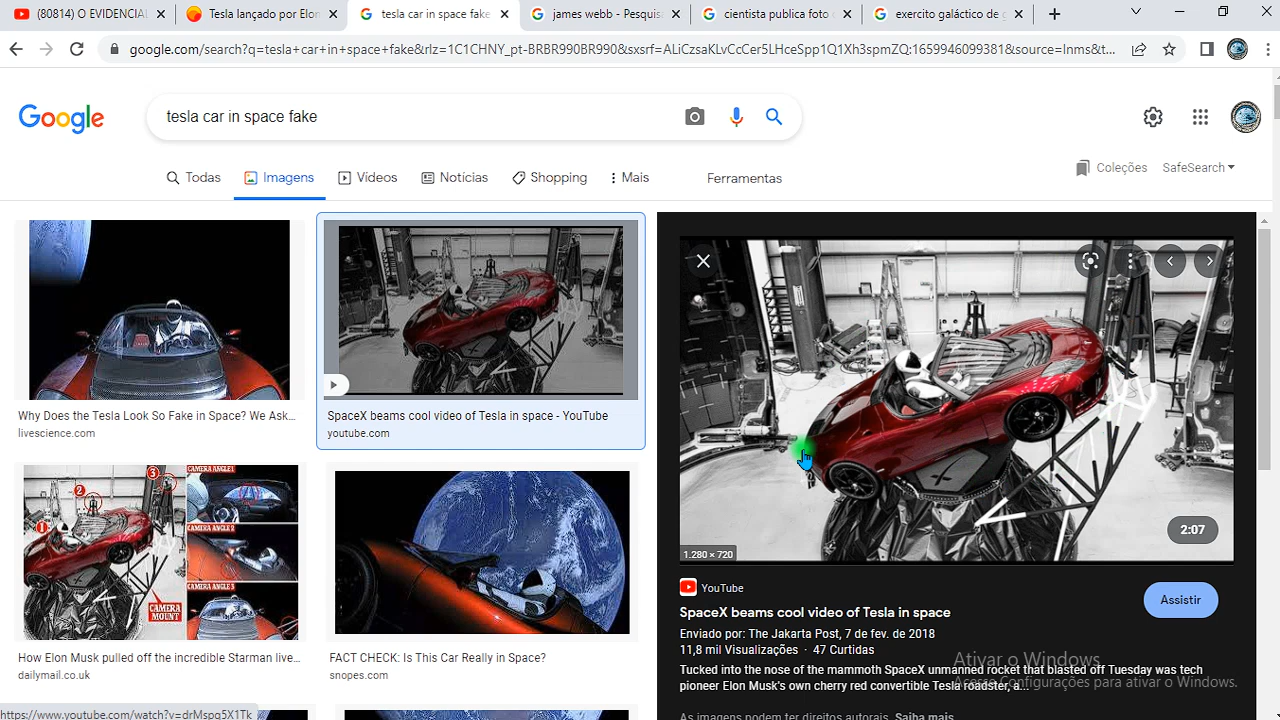 (80814) O EVIDENCIAL
Tesla lançado por Elon
tesla car in space fake
james webb - Pesquis
cientista publica foto
exercito galáctico de g
google.com/search?q=tesla+car+in+space+fake&rlz=1C1CHNY_pt-BRBR990BR990&sxsrf=ALiCzsaKLvCcCer5LHceSpp1Q1Xh3spmZQ:1659946099381&source=lnms&t...
Google
tesla car in space fake
Todas
Imagens
Vídeos
Notícias
Shopping
Mais
Ferramentas
Coleções
SafeSearch
Why Does the Tesla Look So Fake in Space? We Ask...
livescience.com
SpaceX beams cool video of Tesla in space - YouTube
youtube.com
CAMERA ANGLE 1
CAMERA ANGLE 2
CAMERA ANGLE 3
1
2
3
CAMERA
MOUNT
How Elon Musk pulled off the incredible Starman live...
dailymail.co.uk
FACT CHECK: Is This Car Really in Space?
snopes.com
2:07
1.280 × 720
YouTube
SpaceX beams cool video of Tesla in space
Assistir
Enviado por: The Jakarta Post, 7 de fev. de 2018
11,8 mil Visualizações · 47 Curtidas
Tucked into the nose of the mammoth SpaceX unmanned rocket that blasted off Tuesday was tech
pioneer Elon Musk's own cherry red convertible Tesla roadster, a...
Ativar o Windows
Acesse Configurações para ativar o Windows.
As imagens podem ter direitos autorais. Saiba mais
https://www.youtube.com/watch?v=drMspq5X1Tk